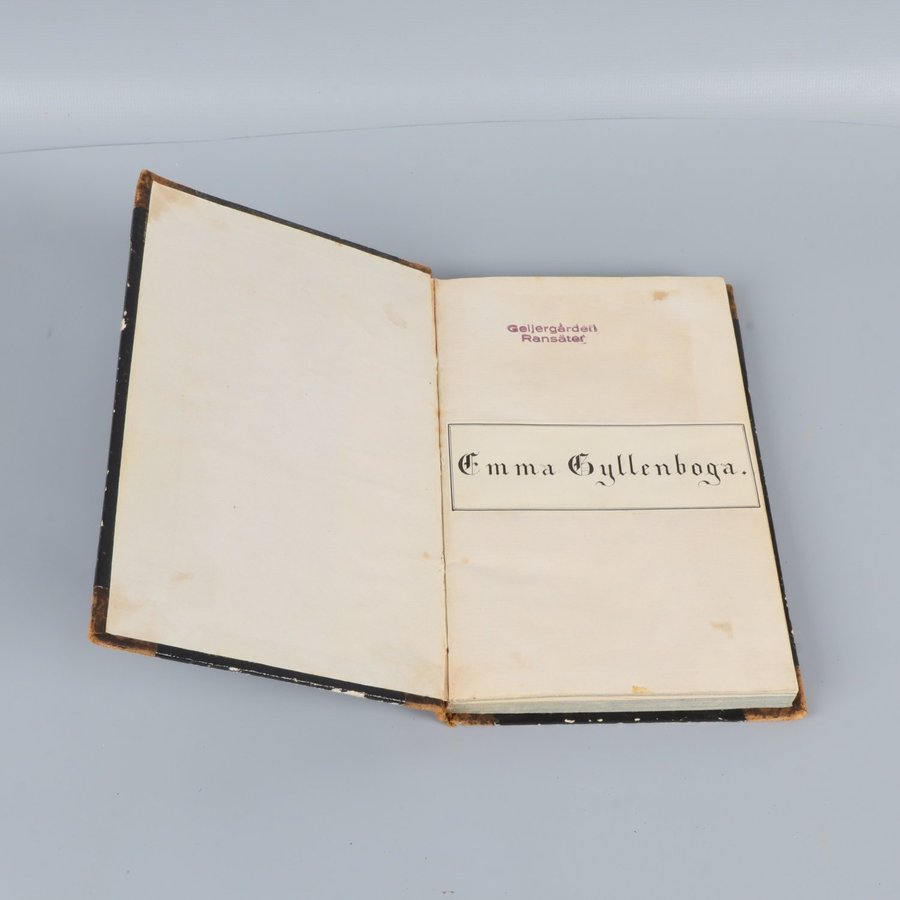 Geijergården
Ransäter
Emma Gyllenboga.